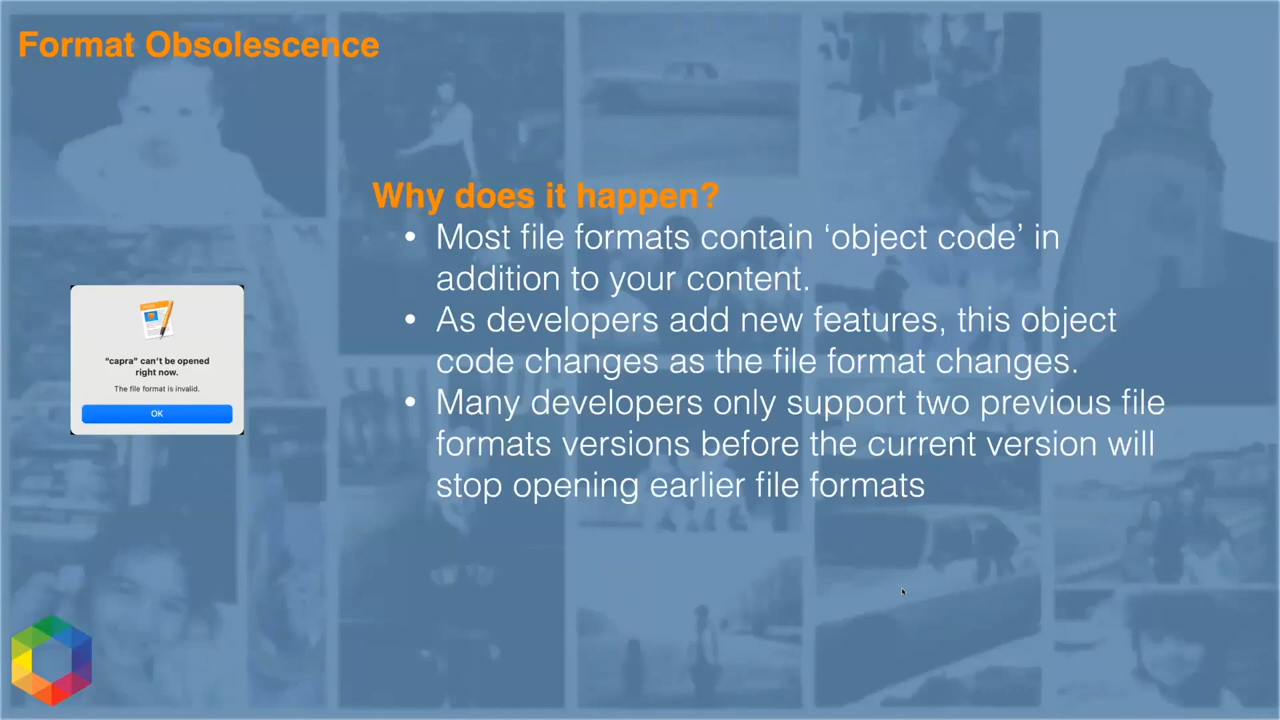 Format Obsolescence
Why does it happen?
• Most file formats contain ‘object code’ in
addition to your content.
• As developers add new features, this object
code changes as the file format changes.
• Many developers only support two previous file
formats versions before the current version will
stop opening earlier file formats
“capra” can’t be opened
right now.
The file format is invalid.
OK